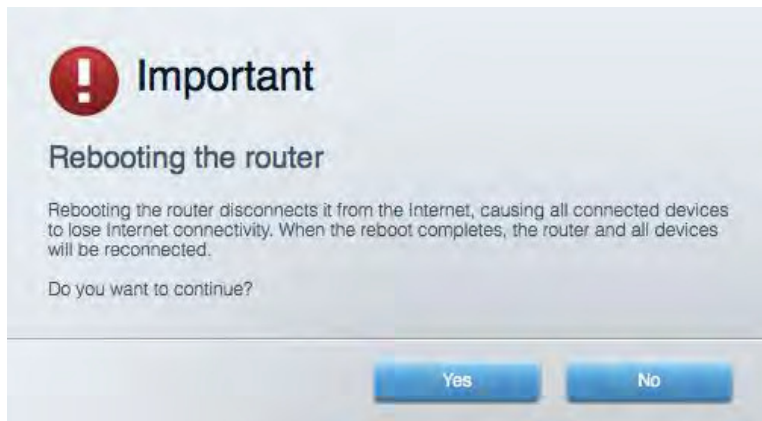 Important
Rebooting the router
Rebooting the router disconnects it from the Internet, causing all connected devices
to lose Internet connectivity. When the reboot completes, the router and all devices
will be reconnected.
Do you want to continue?
Yes
No